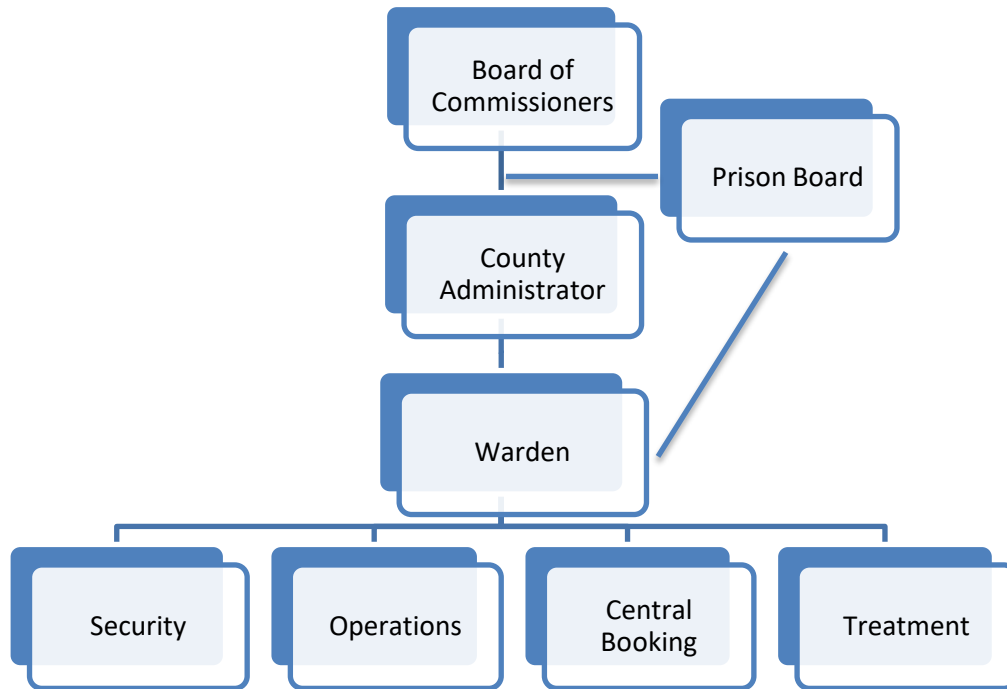 Board of
Commissioners
Prison Board
County
Administrator
Warden
Security
Operations
Central
Booking
Treatment